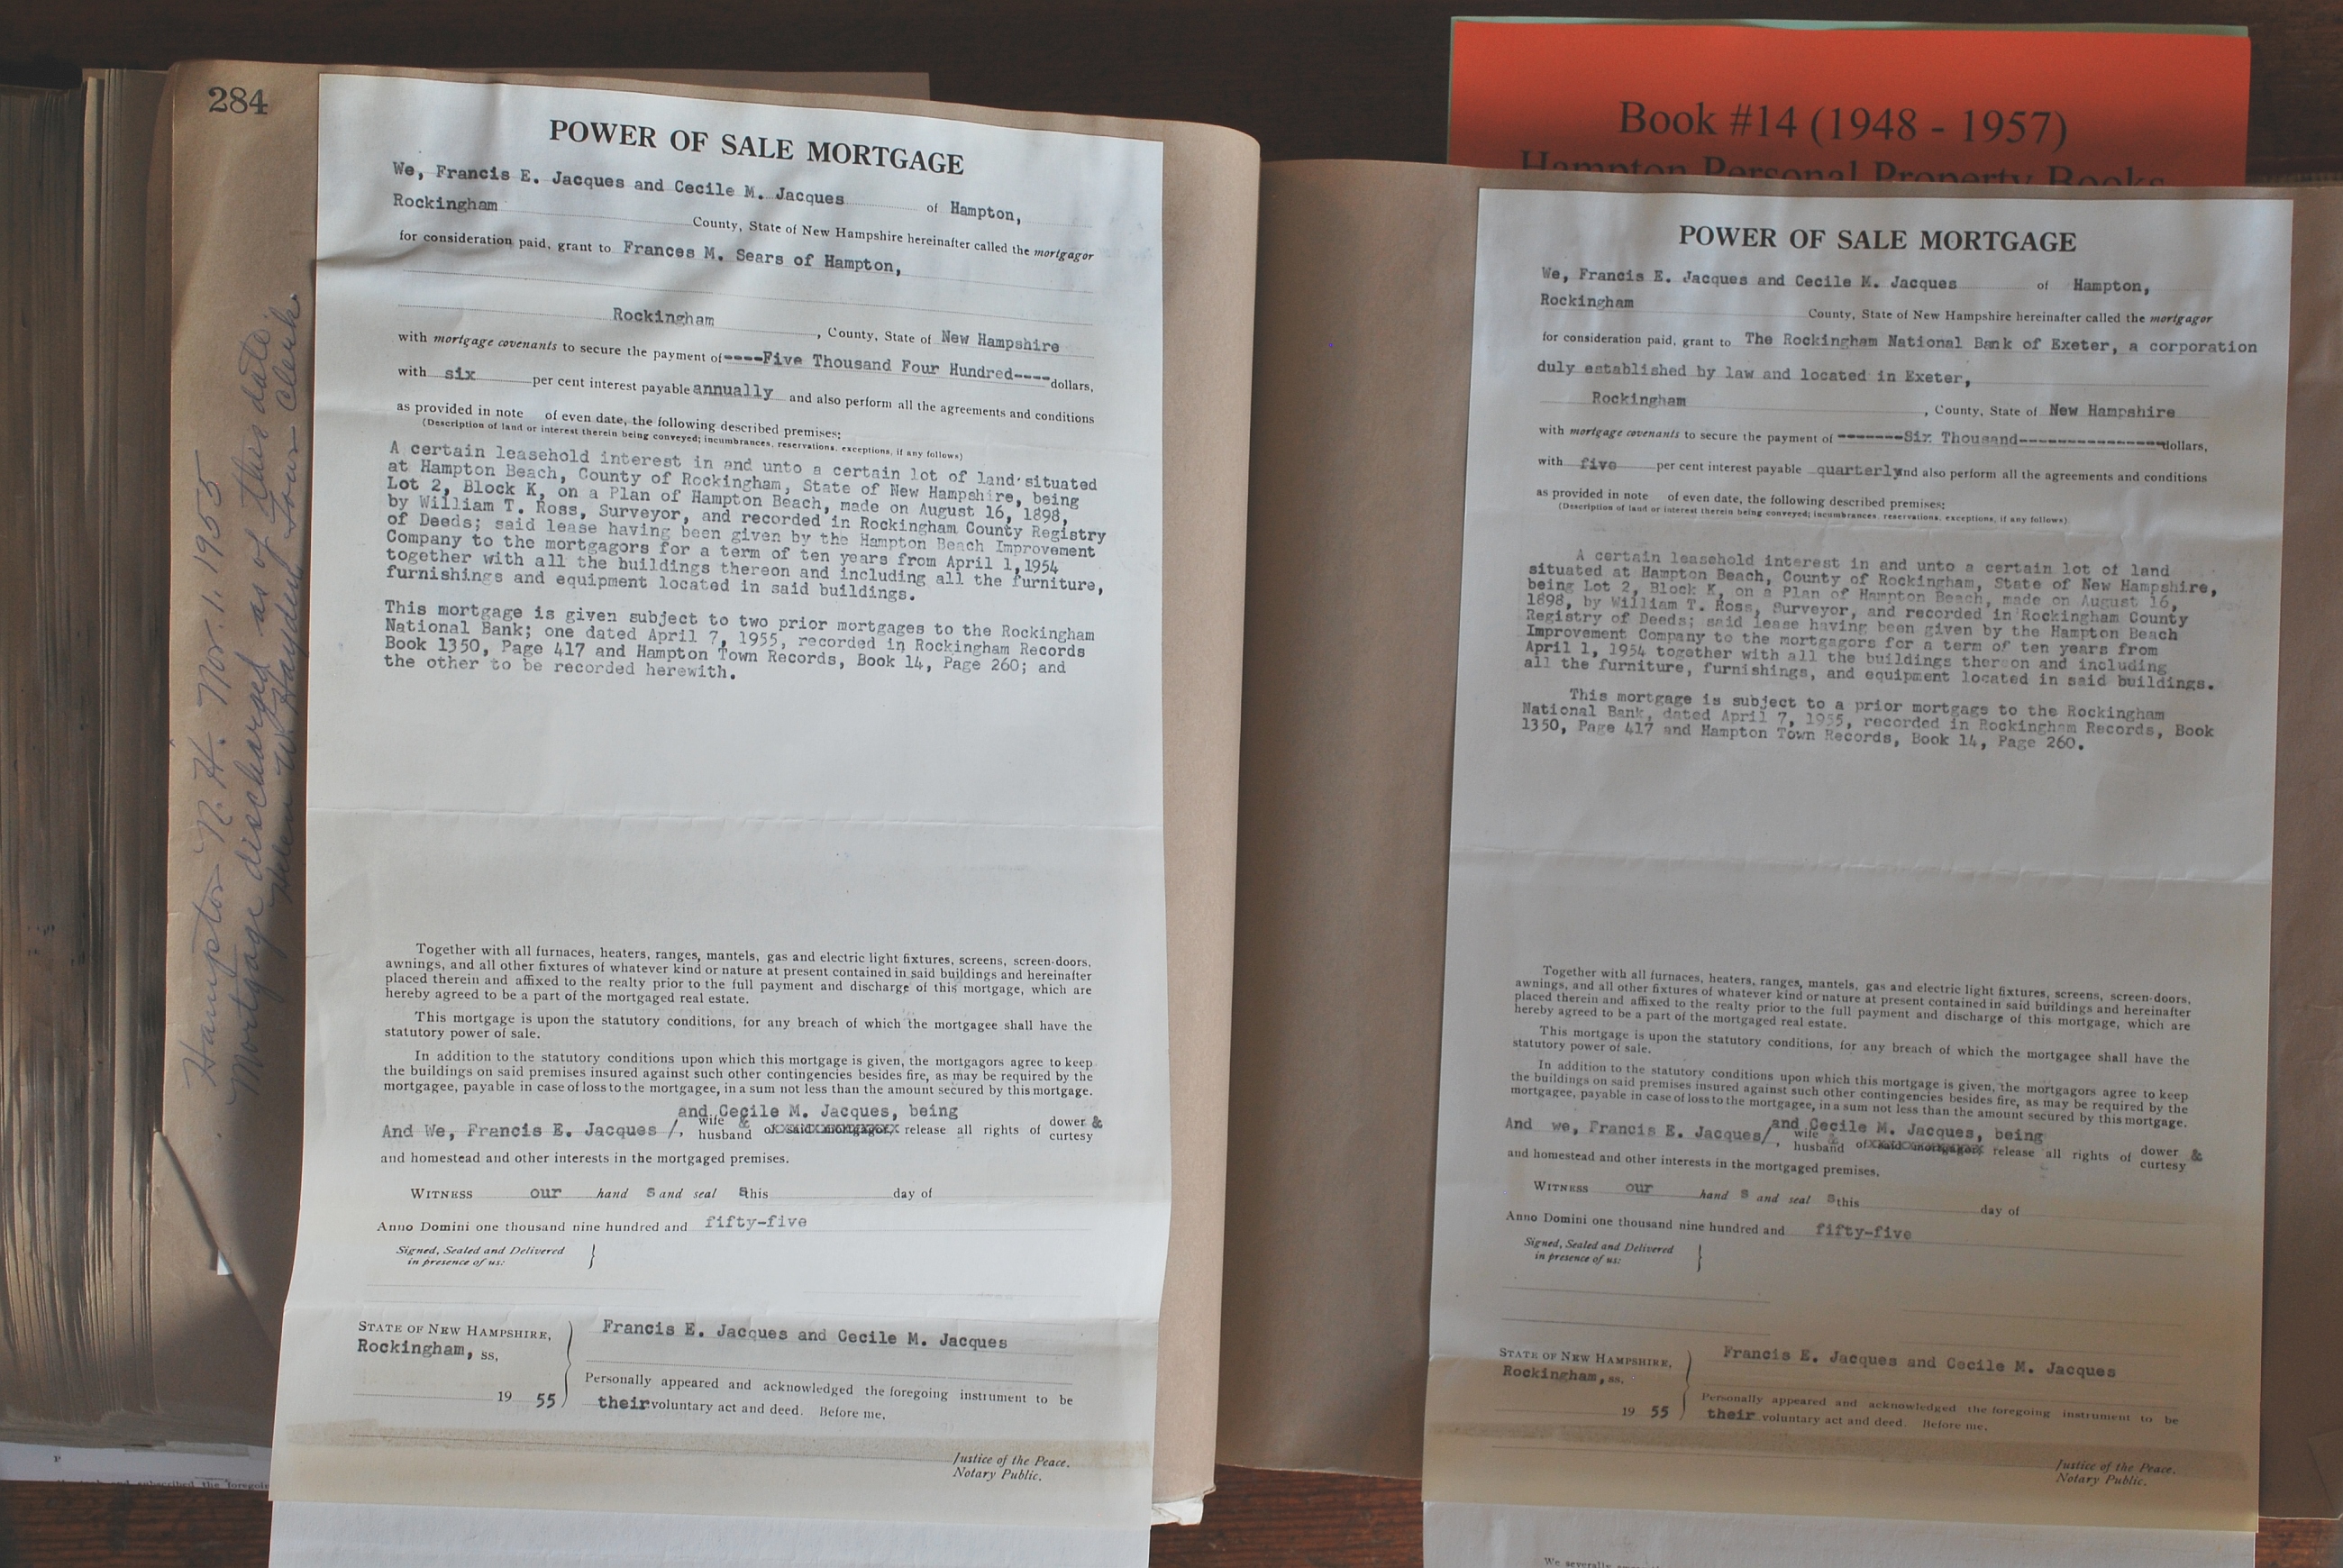 284
Hampton N. H. Nov. 1, 1955
Mortgage discharged as of this date.
Helen W. Hayden Town Clerk
POWER OF SALE MORTGAGE
We, Francis E. Jacques and Cecile M. Jacques of Hampton,
Rockingham County, State of New Hampshire hereinafter called the mortgagor
for consideration paid, grant to Frances M. Sears of Hampton,
Rockingham , County, State of New Hampshire
with mortgage covenants to secure the payment of ----Five Thousand Four Hundred---- dollars,
with six per cent interest payable annually and also perform all the agreements and conditions
as provided in note of even date, the following described premises:
(Description of land or interest therein being conveyed; incumbrances, reservations, exceptions, if any follows)
A certain leasehold interest in and unto a certain lot of land situated
at Hampton Beach, County of Rockingham, State of New Hampshire, being
Lot 2, Block K, on a Plan of Hampton Beach, made on August 16, 1898,
by William T. Ross, Surveyor, and recorded in Rockingham County Registry
of Deeds; said lease having been given by the Hampton Beach Improvement
Company to the mortgagors for a term of ten years from April 1, 1954
together with all the buildings thereon and including all the furniture,
furnishings and equipment located in said buildings.
This mortgage is given subject to two prior mortgages to the Rockingham
National Bank; one dated April 7, 1955, recorded in Rockingham Records
Book 1350, Page 417 and Hampton Town Records, Book 14, Page 260; and
the other to be recorded herewith.
Together with all furnaces, heaters, ranges, mantels, gas and electric light fixtures, screens, screen-doors,
awnings, and all other fixtures of whatever kind or nature at present contained in said buildings and hereinafter
placed therein and affixed to the realty prior to the full payment and discharge of this mortgage, which are
hereby agreed to be a part of the mortgaged real estate.
This mortgage is upon the statutory conditions, for any breach of which the mortgagee shall have the
statutory power of sale.
In addition to the statutory conditions upon which this mortgage is given, the mortgagors agree to keep
the buildings on said premises insured against such other contingencies besides fire, as may be required by the
mortgagee, payable in case of loss to the mortgagee, in a sum not less than the amount secured by this mortgage.
and Cecile M. Jacques, being
And We, Francis E. Jacques /, wife & husband of said mortgagor, release all rights of dower & curtesy
and homestead and other interests in the mortgaged premises.
WITNESS our hand s and seal s this day of
Anno Domini one thousand nine hundred and fifty-five
Signed, Sealed and Delivered
in presence of us:
STATE OF NEW HAMPSHIRE, Francis E. Jacques and Cecile M. Jacques
Rockingham, ss,
Personally appeared and acknowledged the foregoing instrument to be
19 55 their voluntary act and deed. Before me,
Justice of the Peace.
Notary Public.
Book #14 (1948 - 1957)
Hampton Personal Property Books
POWER OF SALE MORTGAGE
We, Francis E. Jacques and Cecile M. Jacques of Hampton,
Rockingham County, State of New Hampshire hereinafter called the mortgagor
for consideration paid, grant to The Rockingham National Bank of Exeter, a corporation
duly established by law and located in Exeter,
Rockingham , County, State of New Hampshire
with mortgage covenants to secure the payment of -------Six Thousand---------------- dollars,
with five per cent interest payable quarterly and also perform all the agreements and conditions
as provided in note of even date, the following described premises:
(Description of land or interest therein being conveyed; incumbrances, reservations, exceptions, if any follows)
A certain leasehold interest in and unto a certain lot of land
situated at Hampton Beach, County of Rockingham, State of New Hampshire,
being Lot 2, Block K, on a Plan of Hampton Beach, made on August 16,
1898, by William T. Ross, Surveyor, and recorded in Rockingham County
Registry of Deeds; said lease having been given by the Hampton Beach
Improvement Company to the mortgagors for a term of ten years from
April 1, 1954 together with all the buildings thereon and including
all the furniture, furnishings, and equipment located in said buildings.
This mortgage is subject to a prior mortgage to the Rockingham
National Bank, dated April 7, 1955, recorded in Rockingham Records, Book
1350, Page 417 and Hampton Town Records, Book 14, Page 260.
Together with all furnaces, heaters, ranges, mantels, gas and electric light fixtures, screens, screen-doors,
awnings, and all other fixtures of whatever kind or nature at present contained in said buildings and hereinafter
placed therein and affixed to the realty prior to the full payment and discharge of this mortgage, which are
hereby agreed to be a part of the mortgaged real estate.
This mortgage is upon the statutory conditions, for any breach of which the mortgagee shall have the
statutory power of sale.
In addition to the statutory conditions upon which this mortgage is given, the mortgagors agree to keep
the buildings on said premises insured against such other contingencies besides fire, as may be required by the
mortgagee, payable in case of loss to the mortgagee, in a sum not less than the amount secured by this mortgage.
and Cecile M. Jacques, being
And we, Francis E. Jacques/, wife & husband of said mortgagor, release all rights of dower & curtesy
and homestead and other interests in the mortgaged premises.
WITNESS our hand s and seal s this day of
Anno Domini one thousand nine hundred and fifty-five
Signed, Sealed and Delivered
in presence of us:
STATE OF NEW HAMPSHIRE, Francis E. Jacques and Cecile M. Jacques
Rockingham, ss.
Personally appeared and acknowledged the foregoing instrument to be
19 55 their voluntary act and deed. Before me,
Justice of the Peace.
Notary Public.
We severally